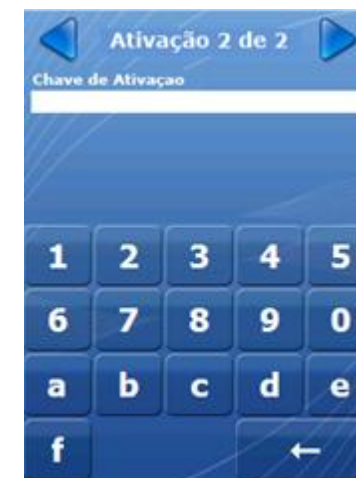 Ativação 2 de 2
Chave de Ativaçao
1 2 3 4 5
6 7 8 9 0
a b c d e
f ←